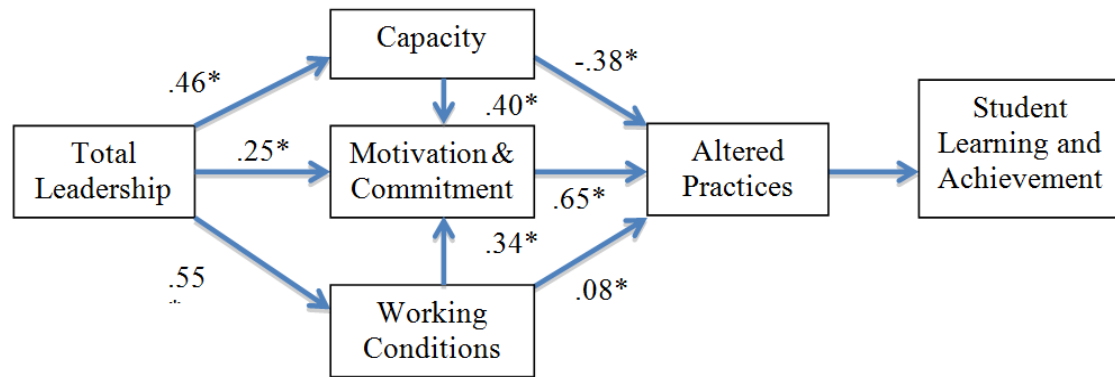 Capacity
.46*
-.38*
.40*
Total
Leadership
.25*
Motivation &
Commitment
.65*
Altered
Practices
Student
Learning and
Achievement
.55
*
.34*
.08*
Working
Conditions